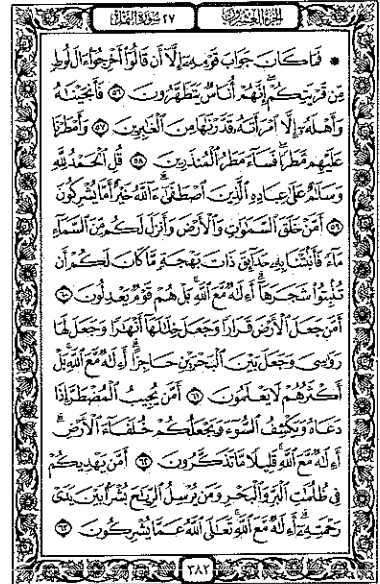 الجزء العشرون ٢٧ سورة النمل
* فَمَا كَانَ جَوَابَ قَوْمِهِۦٓ إِلَّآ أَن قَالُوٓا۟ أَخْرِجُوٓا۟ ءَالَ لُوطٍ
مِّن قَرْيَتِكُمْ ۖ إِنَّهُمْ أُنَاسٌ يَتَطَهَّرُونَ ٥٦ فَأَنجَيْنَٰهُ
وَأَهْلَهُۥٓ إِلَّا ٱمْرَأَتَهُۥ قَدَّرْنَٰهَا مِنَ ٱلْغَٰبِرِينَ ٥٧ وَأَمْطَرْنَا
عَلَيْهِم مَّطَرًا ۖ فَسَآءَ مَطَرُ ٱلْمُنذَرِينَ ٥٨ قُلِ ٱلْحَمْدُ لِلَّهِ
وَسَلَٰمٌ عَلَىٰ عِبَادِهِ ٱلَّذِينَ ٱصْطَفَىٰٓ ۗ ءَآللَّهُ خَيْرٌ أَمَّا يُشْرِكُونَ
٥٩ أَمَّنْ خَلَقَ ٱلسَّمَٰوَٰتِ وَٱلْأَرْضَ وَأَنزَلَ لَكُم مِّنَ ٱلسَّمَآءِ
مَآءً فَأَنۢبَتْنَا بِهِۦ حَدَآئِقَ ذَاتَ بَهْجَةٍ مَّا كَانَ لَكُمْ أَن
تُنۢبِتُوا۟ شَجَرَهَآ ۗ أَءِلَٰهٌ مَّعَ ٱللَّهِ ۚ بَلْ هُمْ قَوْمٌ يَعْدِلُونَ ٦٠
أَمَّن جَعَلَ ٱلْأَرْضَ قَرَارًا وَجَعَلَ خِلَٰلَهَآ أَنْهَٰرًا وَجَعَلَ لَهَا
رَوَٰسِىَ وَجَعَلَ بَيْنَ ٱلْبَحْرَيْنِ حَاجِزًا ۗ أَءِلَٰهٌ مَّعَ ٱللَّهِ ۚ بَلْ
أَكْثَرُهُمْ لَا يَعْلَمُونَ ٦١ أَمَّن يُجِيبُ ٱلْمُضْطَرَّ إِذَا
دَعَاهُ وَيَكْشِفُ ٱلسُّوٓءَ وَيَجْعَلُكُمْ خُلَفَآءَ ٱلْأَرْضِ ۗ
أَءِلَٰهٌ مَّعَ ٱللَّهِ ۚ قَلِيلًا مَّا تَذَكَّرُونَ ٦٢ أَمَّن يَهْدِيكُمْ
فِى ظُلُمَٰتِ ٱلْبَرِّ وَٱلْبَحْرِ وَمَن يُرْسِلُ ٱلرِّيَٰحَ بُشْرًۢا بَيْنَ يَدَىْ
رَحْمَتِهِۦٓ ۗ أَءِلَٰهٌ مَّعَ ٱللَّهِ ۚ تَعَٰلَى ٱللَّهُ عَمَّا يُشْرِكُونَ ٦٣
٣٨٢